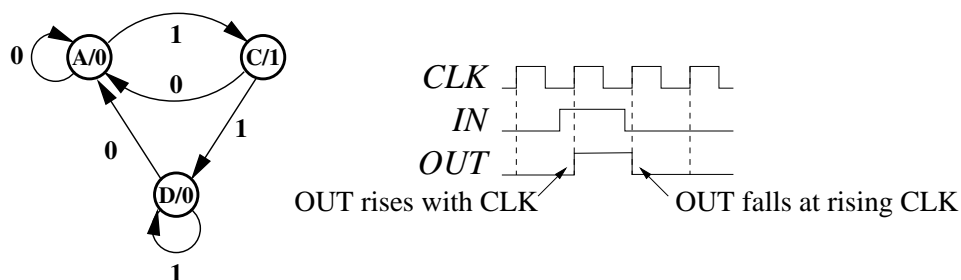 0
A/0
1
C/1
0
1
0
D/0
1
CLK
IN
OUT
OUT rises with CLK
OUT falls at rising CLK